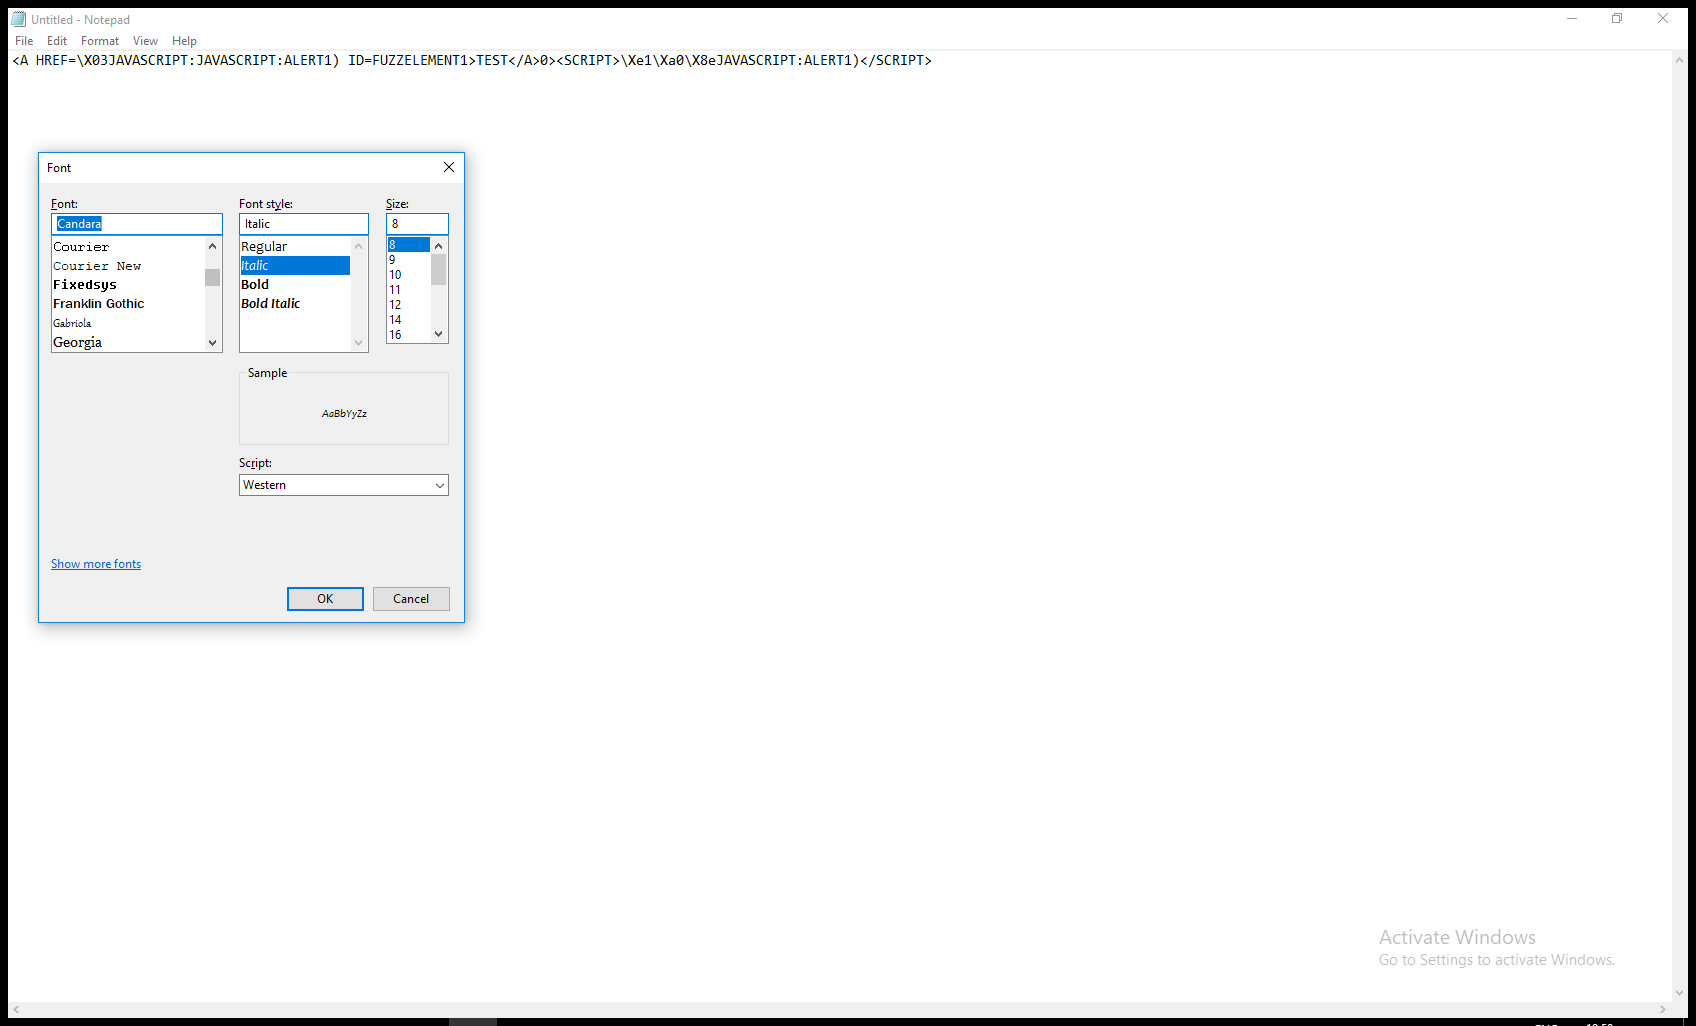 Untitled - Notepad
File Edit Format View Help
<A HREF=\X03JAVASCRIPT:JAVASCRIPT:ALERT1) ID=FUZZELEMENT1>TEST</A>0><SCRIPT>\Xe1\Xa0\X8eJAVASCRIPT:ALERT1)</SCRIPT>
Font
Font: Font style: Size:
Candara Italic 8
Courier
Courier New
Fixedsys
Franklin Gothic
Gabriola
Georgia
Regular
Italic
Bold
Bold Italic
8
9
10
11
12
14
16
Sample
AaBbYyZz
Script:
Western
Show more fonts
OK Cancel
Activate Windows
Go to Settings to activate Windows.